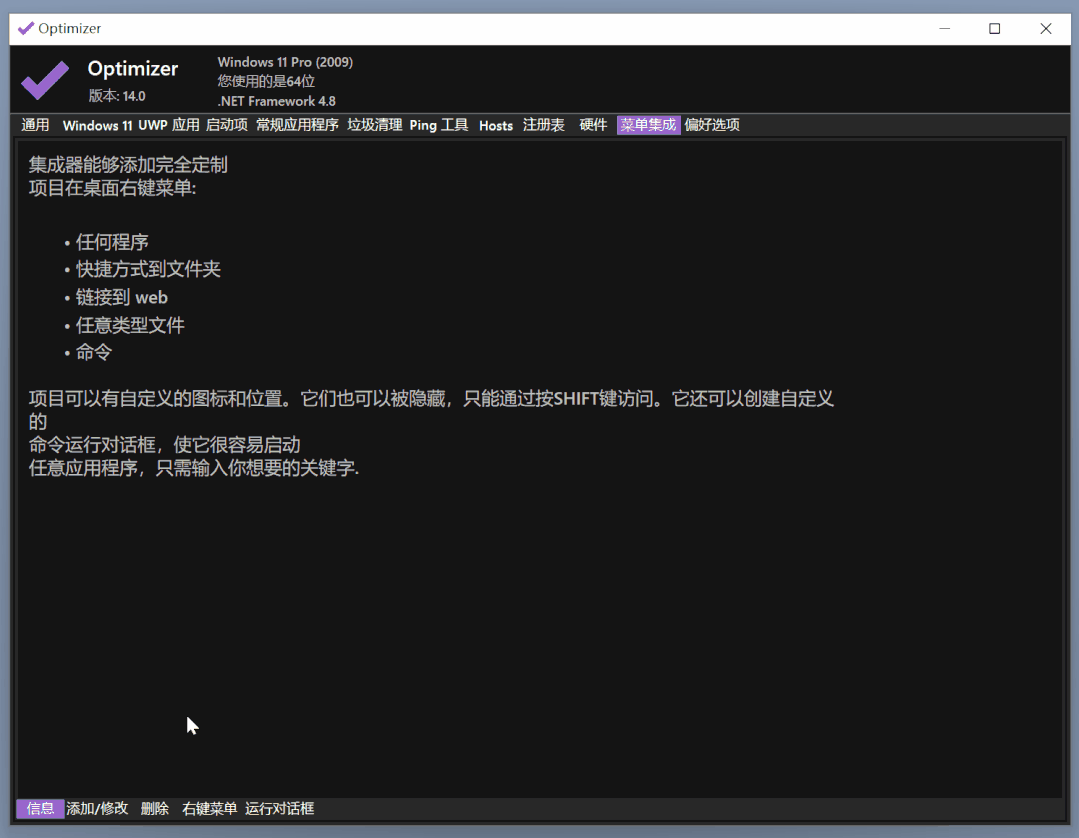 Optimizer
Optimizer
版本: 14.0
Windows 11 Pro (2009)
您使用的是64位
.NET Framework 4.8
通用 Windows 11 UWP 应用 启动项 常规应用程序 垃圾清理 Ping 工具 Hosts 注册表 硬件 菜单集成 偏好选项
集成器能够添加完全定制
项目在桌面右键菜单:
• 任何程序
• 快捷方式到文件夹
• 链接到 web
• 任意类型文件
• 命令
项目可以有自定义的图标和位置。它们也可以被隐藏，只能通过按SHIFT键访问。它还可以创建自定义
的
命令运行对话框，使它很容易启动
任意应用程序，只需输入你想要的关键字.
信息 添加/修改 删除 右键菜单 运行对话框